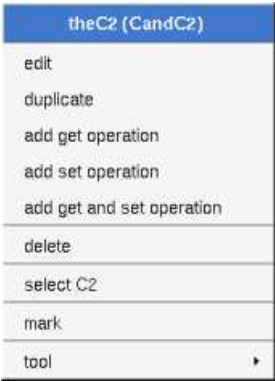 theC2 (CandC2)
edit
duplicate
add get operation
add set operation
add get and set operation
delete
select C2
mark
tool